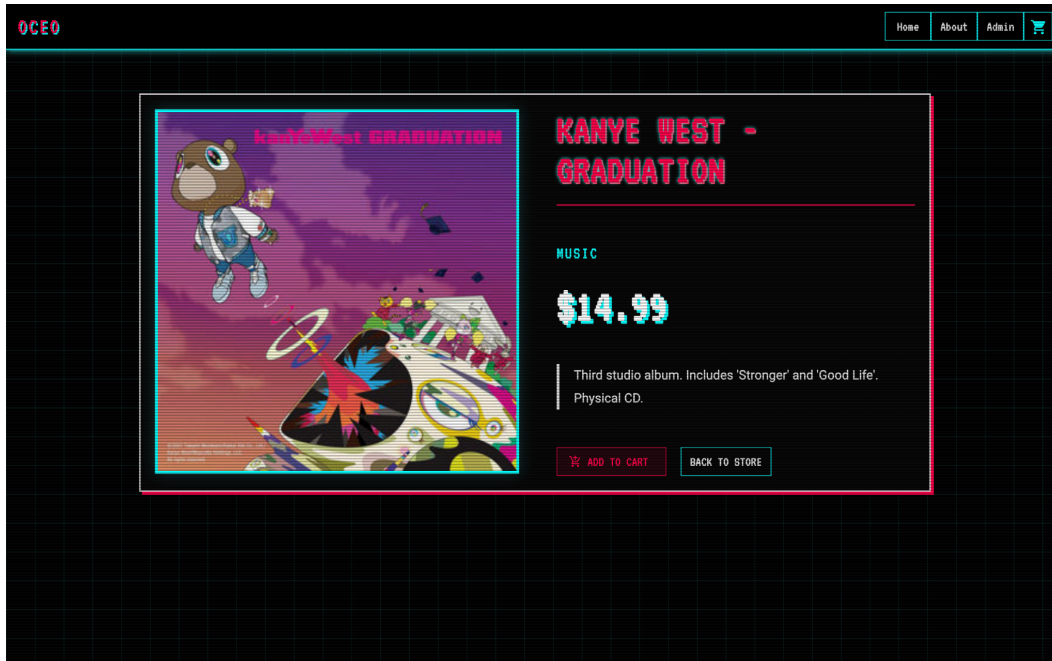 OCEO
Home
About
Admin
kanYeWest GRADUATION
KANYE WEST -
GRADUATION
MUSIC
$14.99
Third studio album. Includes 'Stronger' and 'Good Life'.
Physical CD.
ADD TO CART
BACK TO STORE